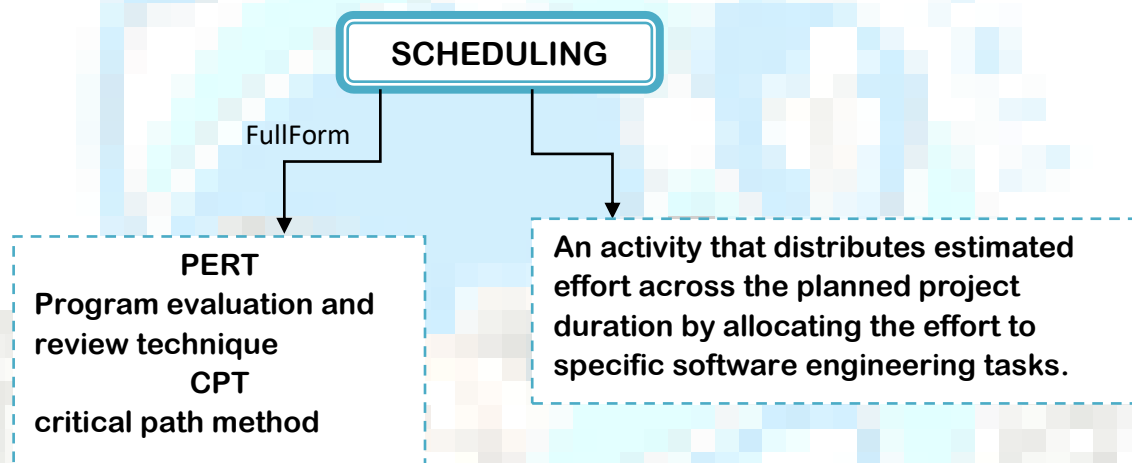 SCHEDULING
FullForm
PERT
Program evaluation and
review technique
CPT
critical path method
An activity that distributes estimated
effort across the planned project
duration by allocating the effort to
specific software engineering tasks.